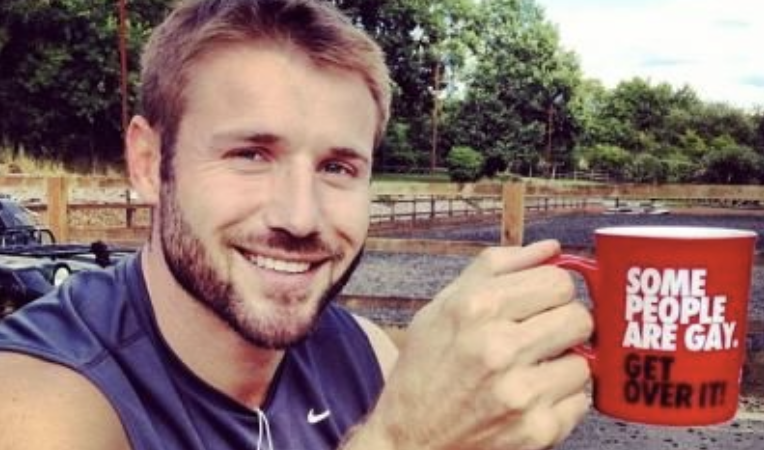 SOME
PEOPLE
ARE GAY.
GET
OVER IT!